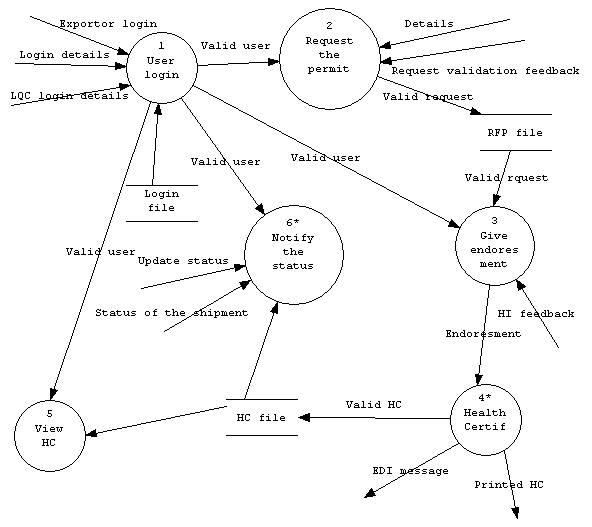 Exportor login
Login details
LQC login details
1
User
login
Valid user
2
Request
the
permit
Details
Request validation feedback
Valid request
RFP file
Valid rquest
Login
file
Valid user
Valid user
Valid user
6*
Notify
the
status
Update status
Status of the shipment
3
Give
endores
ment
HI feedback
Endoresment
4*
Health
Certif
Valid HC
HC file
5
View
HC
EDI message
Printed HC